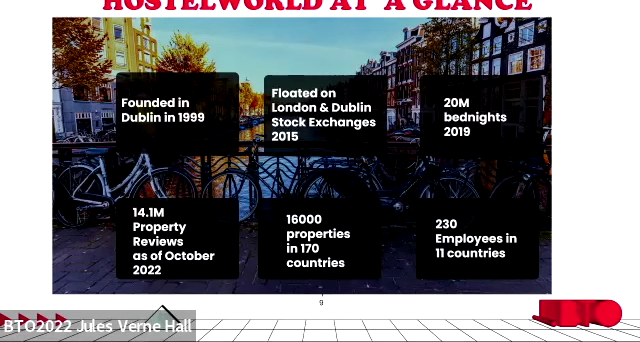 HOSTELWORLD AT A GLANCE
Founded in
Dublin in 1999
Floated on
London & Dublin
Stock Exchanges
2015
20M
bednights
2019
14.1M
Property
Reviews
as of October
2022
16000
properties
in 170
countries
230
Employees in
11 countries
9
BTO2022 Jules Verne Hall
BTO